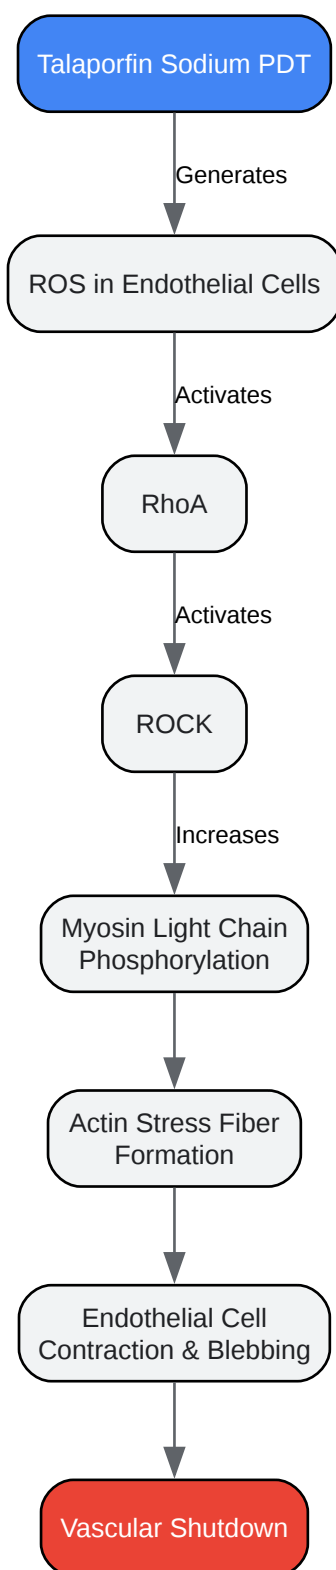 Talaporfin Sodium PDT
Generates
ROS in Endothelial Cells
Activates
RhoA
Activates
ROCK
Increases
Myosin Light Chain
Phosphorylation
Actin Stress Fiber
Formation
Endothelial Cell
Contraction & Blebbing
Vascular Shutdown